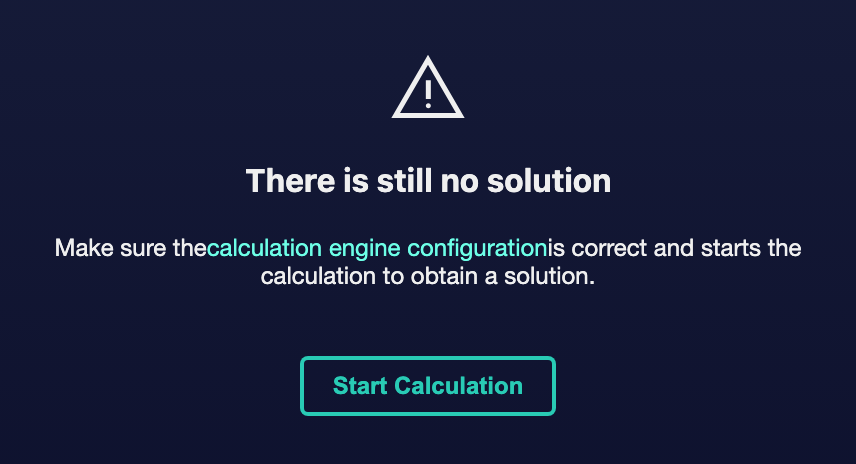 There is still no solution
Make sure thecalculation engine configurationis correct and starts the
calculation to obtain a solution.
Start Calculation